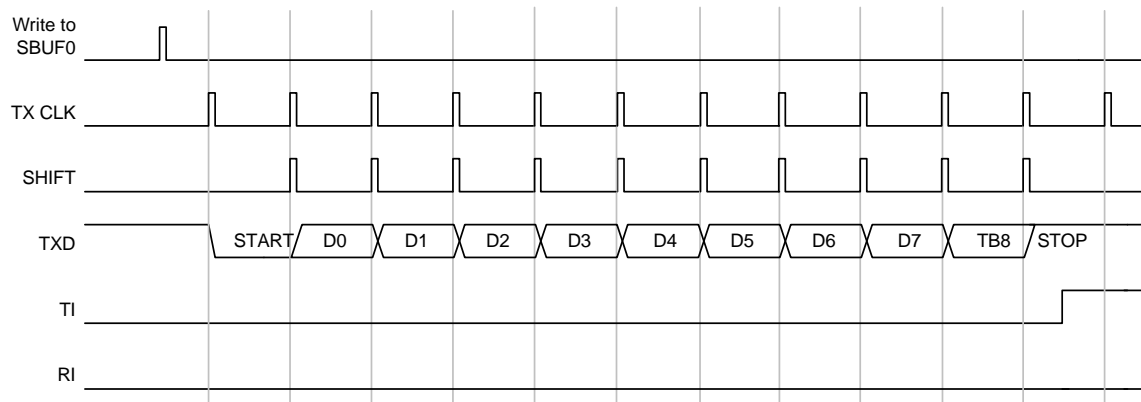 Write to
SBUF0
TX CLK
SHIFT
TXD START D0 D1 D2 D3 D4 D5 D6 D7 TB8 STOP
TI
RI